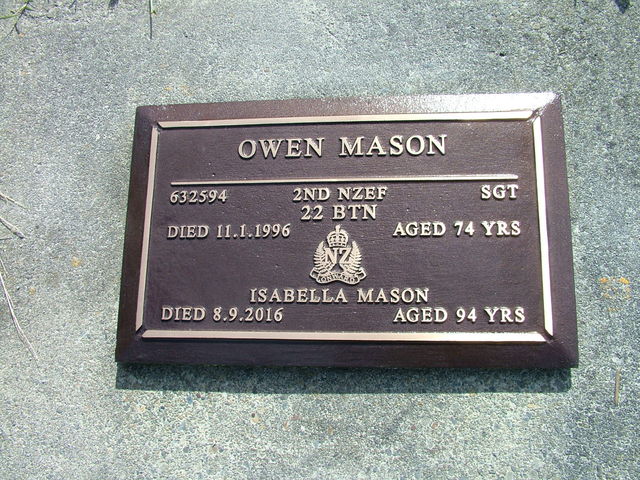 OWEN MASON
632594 2ND NZEF SGT
22 BTN
DIED 11.1.1996 AGED 74 YRS
NZ
ONWARD
ISABELLA MASON
DIED 8.9.2016 AGED 94 YRS